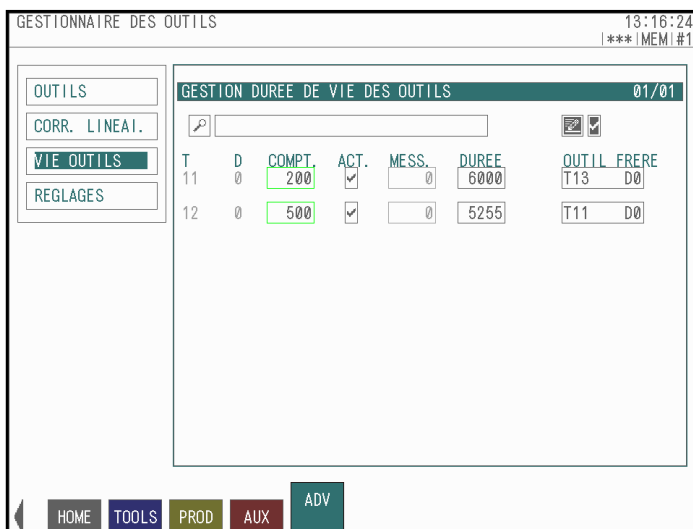 GESTIONNAIRE DES OUTILS 13:16:24
|***|MEM|#1
OUTILS
CORR. LINEAI.
VIE OUTILS
REGLAGES
GESTION DUREE DE VIE DES OUTILS 01/01
T D COMPT. ACT. MESS. DUREE OUTIL FRERE
11 0 200 0 6000 T13 D0
12 0 500 0 5255 T11 D0
HOME TOOLS PROD AUX ADV